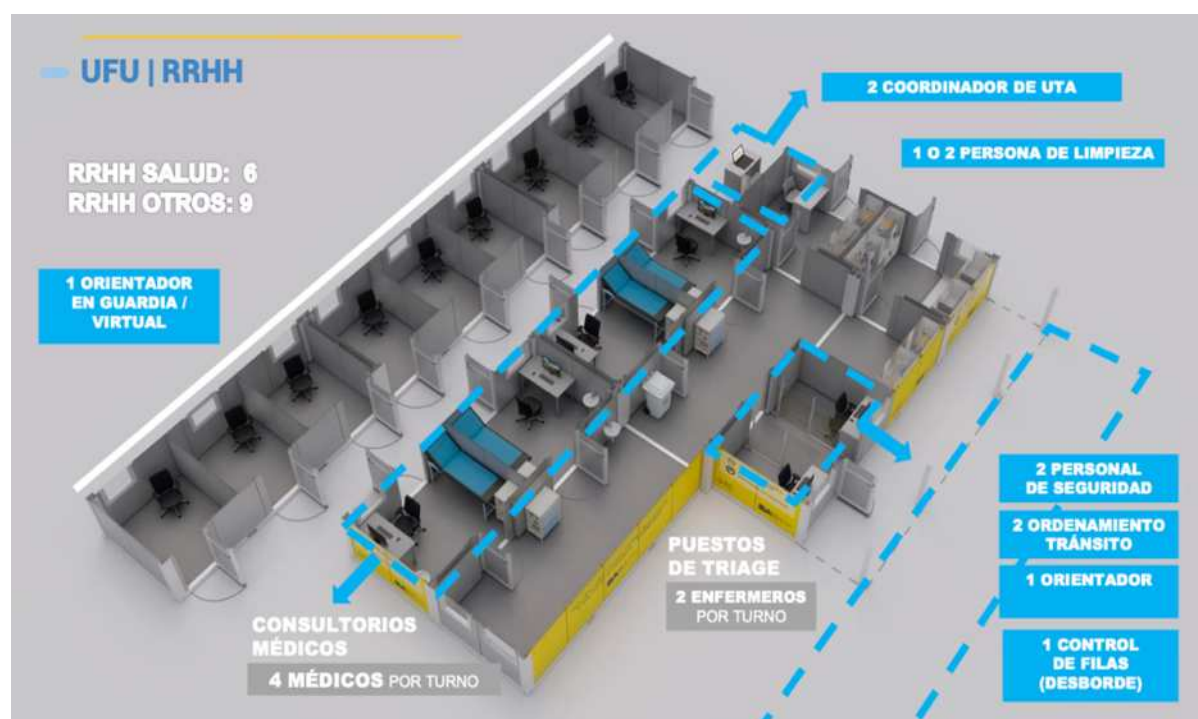 UFU | RRHH
RRHH SALUD: 6
RRHH OTROS: 9
1 ORIENTADOR
EN GUARDIA /
VIRTUAL
2 COORDINADOR DE UTA
1 O 2 PERSONA DE LIMPIEZA
2 PERSONAL
DE SEGURIDAD
2 ORDENAMIENTO
TRÁNSITO
1 ORIENTADOR
1 CONTROL
DE FILAS
(DESBORDE)
PUESTOS
DE TRIAGE
2 ENFERMEROS
POR TURNO
CONSULTORIOS
MÉDICOS
4 MÉDICOS POR TURNO